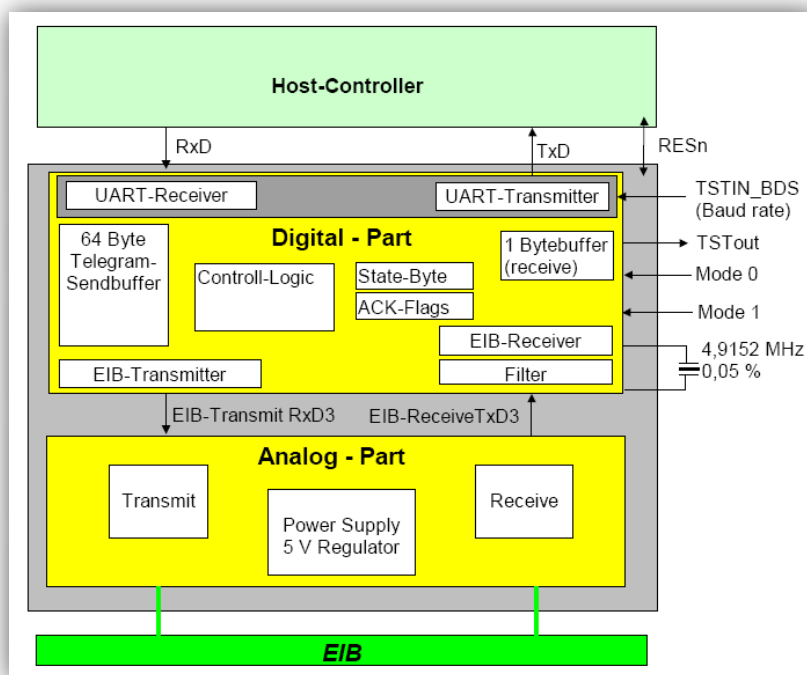 Host-Controller
RxD
TxD
RESn
UART-Receiver
UART-Transmitter
TSTIN_BDS
(Baud rate)
64 Byte
Telegram-
Sendbuffer
Digital - Part
1 Bytebuffer
(receive)
TSTout
Controll-Logic
State-Byte
Mode 0
ACK-Flags
Mode 1
EIB-Receiver
4,9152 MHz
0,05 %
EIB-Transmitter
Filter
EIB-Transmit RxD3
EIB-ReceiveTxD3
Analog - Part
Transmit
Receive
Power Supply
5 V Regulator
EIB